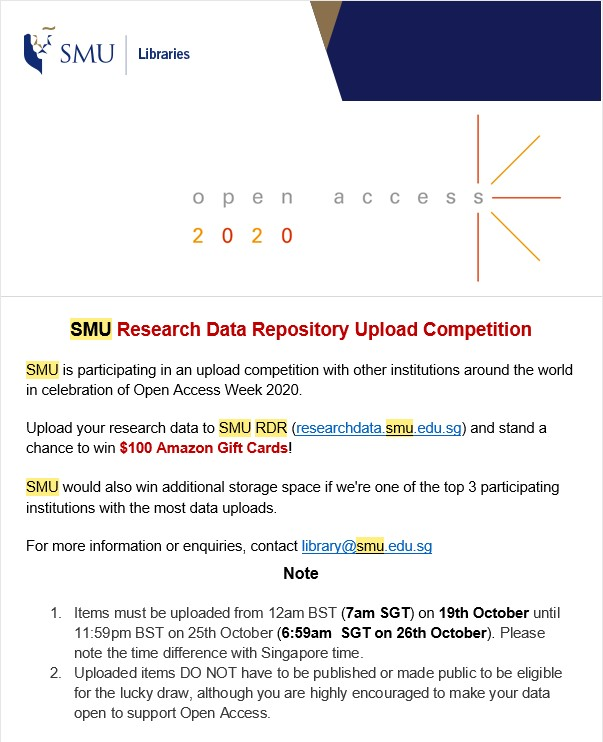 SMU Libraries
open access
2020
SMU Research Data Repository Upload Competition
SMU is participating in an upload competition with other institutions around the world
in celebration of Open Access Week 2020.
Upload your research data to SMU RDR (researchdata.smu.edu.sg) and stand a
chance to win $100 Amazon Gift Cards!
SMU would also win additional storage space if we're one of the top 3 participating
institutions with the most data uploads.
For more information or enquiries, contact library@smu.edu.sg
Note
1. Items must be uploaded from 12am BST (7am SGT) on 19th October until
11:59pm BST on 25th October (6:59am SGT on 26th October). Please
note the time difference with Singapore time.
2. Uploaded items DO NOT have to be published or made public to be eligible
for the lucky draw, although you are highly encouraged to make your data
open to support Open Access.